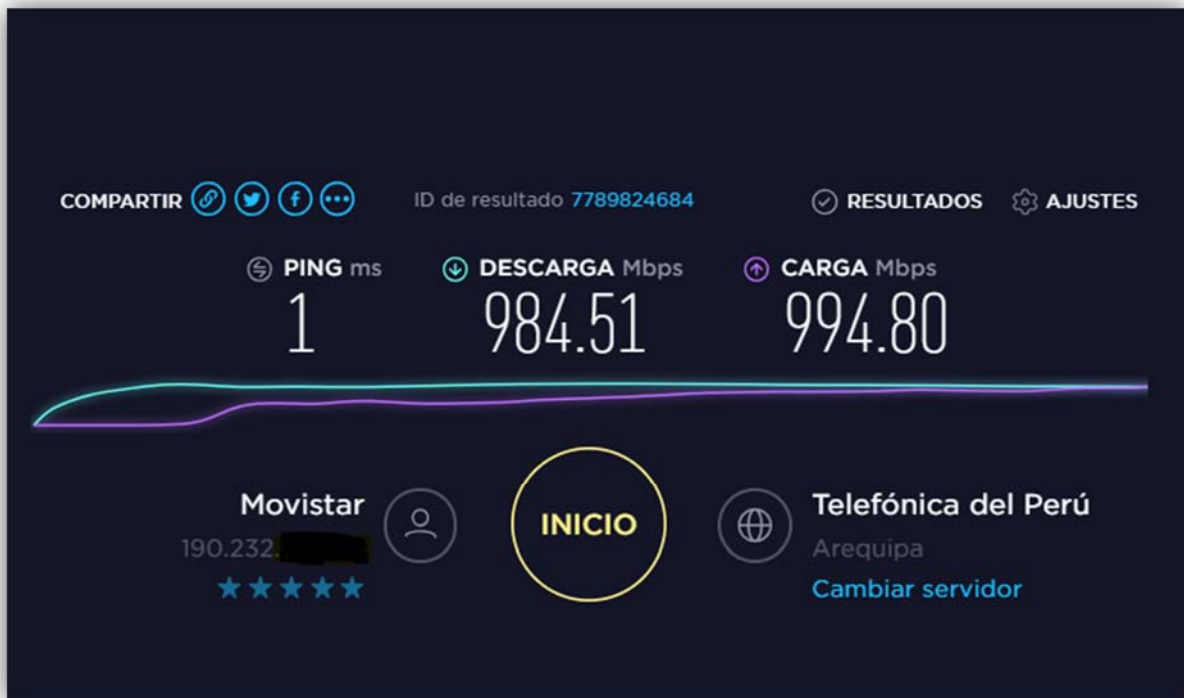 COMPARTIR ID de resultado 7789824684 RESULTADOS AJUSTES
PING ms DESCARGA Mbps CARGA Mbps
1 984.51 994.80
Movistar
190.232.
INICIO
Telefónica del Perú
Arequipa
Cambiar servidor